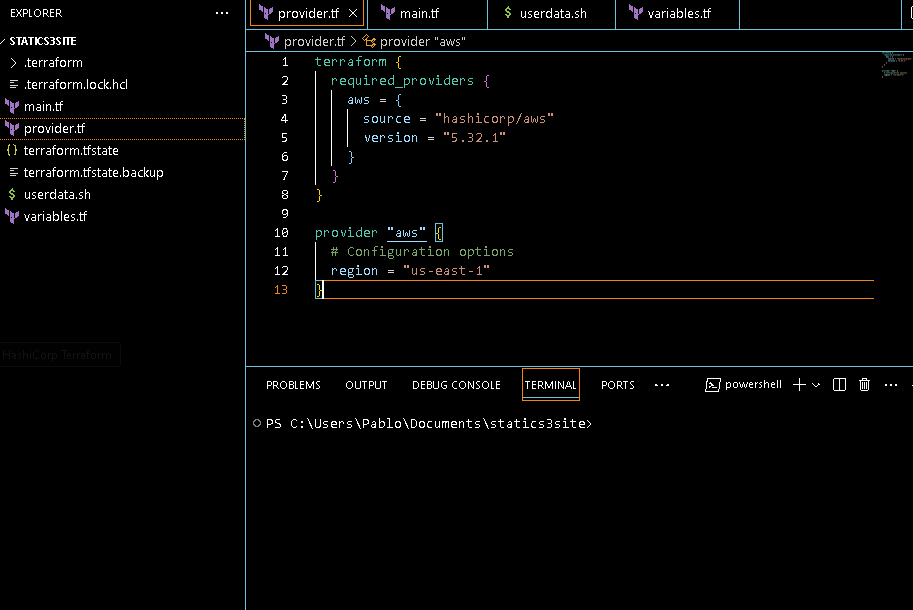 EXPLORER
STATICS3SITE
.terraform
.terraform.lock.hcl
main.tf
provider.tf
terraform.tfstate
terraform.tfstate.backup
$ userdata.sh
variables.tf
HashiCorp Terraform
provider.tf
main.tf
$ userdata.sh
variables.tf
provider.tf > provider "aws"
1 terraform {
2 required_providers {
3 aws = {
4 source = "hashicorp/aws"
5 version = "5.32.1"
6 }
7 }
8 }
9
10 provider "aws" {
11 # Configuration options
12 region = "us-east-1"
13 }
PROBLEMS OUTPUT DEBUG CONSOLE TERMINAL PORTS ... powershell
PS C:\Users\Pablo\Documents\statics3site>